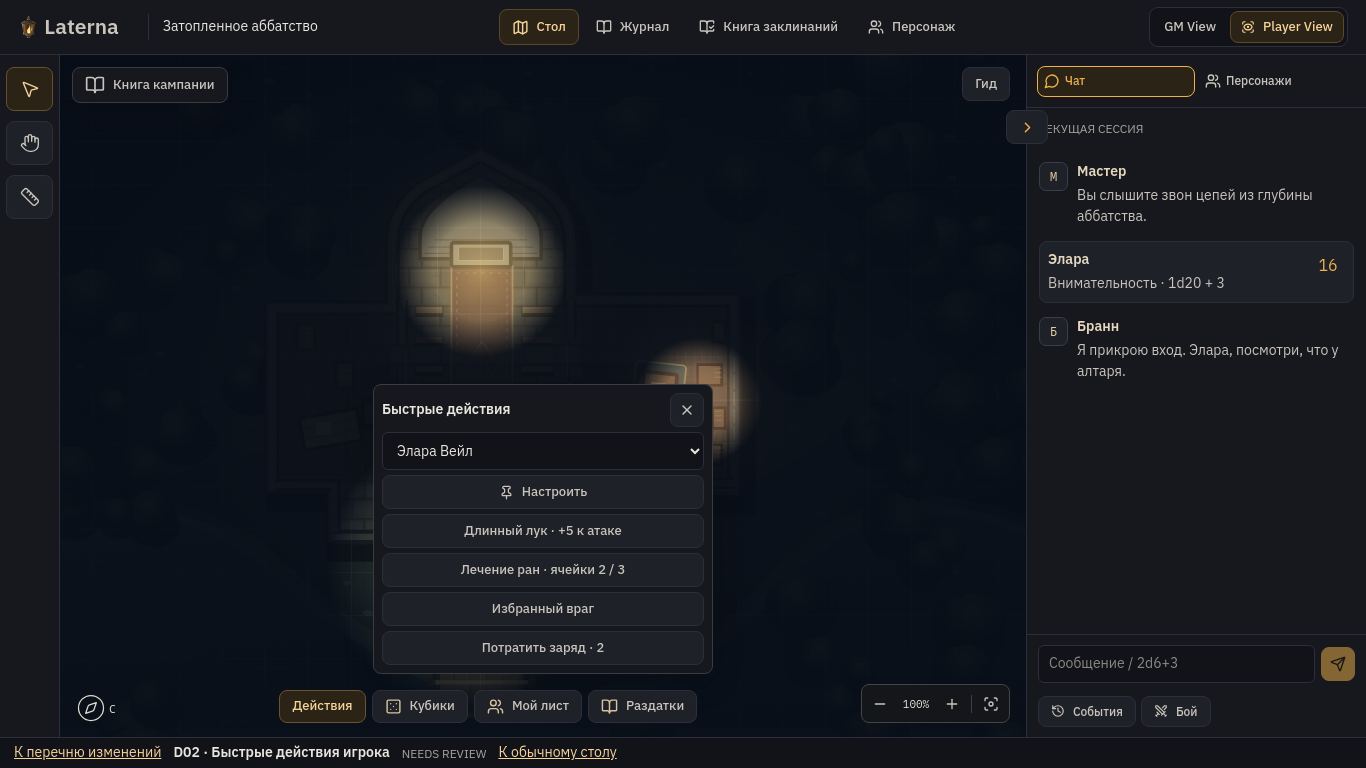 Laterna
Затопленное аббатство
Стол
Журнал
Книга заклинаний
Персонаж
GM View
Player View
Книга кампании
Гид
Чат
Персонажи
ЕКУЩАЯ СЕССИЯ
М
Мастер
Вы слышите звон цепей из глубины
аббатства.
Элара
16
Внимательность · 1d20 + 3
Б
Бранн
Я прикрою вход. Элара, посмотри, что у
алтаря.
Быстрые действия
Элара Вейл
Настроить
Длинный лук · +5 к атаке
Лечение ран · ячейки 2 / 3
Избранный враг
Потратить заряд · 2
С
Действия
Кубики
Мой лист
Раздатки
100%
Сообщение / 2d6+3
События
Бой
К перечню изменений
D02 · Быстрые действия игрока
NEEDS REVIEW
К обычному столу